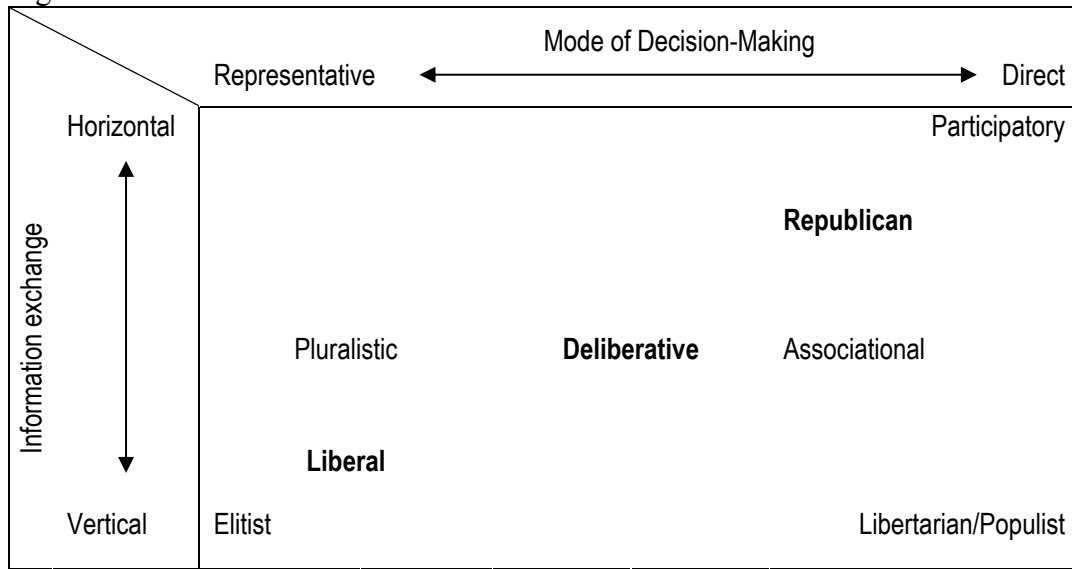 Mode of Decision-Making
Representative Direct
Horizontal Participatory
Republican
Information exchange
Pluralistic Deliberative Associational
Liberal
Vertical Elitist Libertarian/Populist